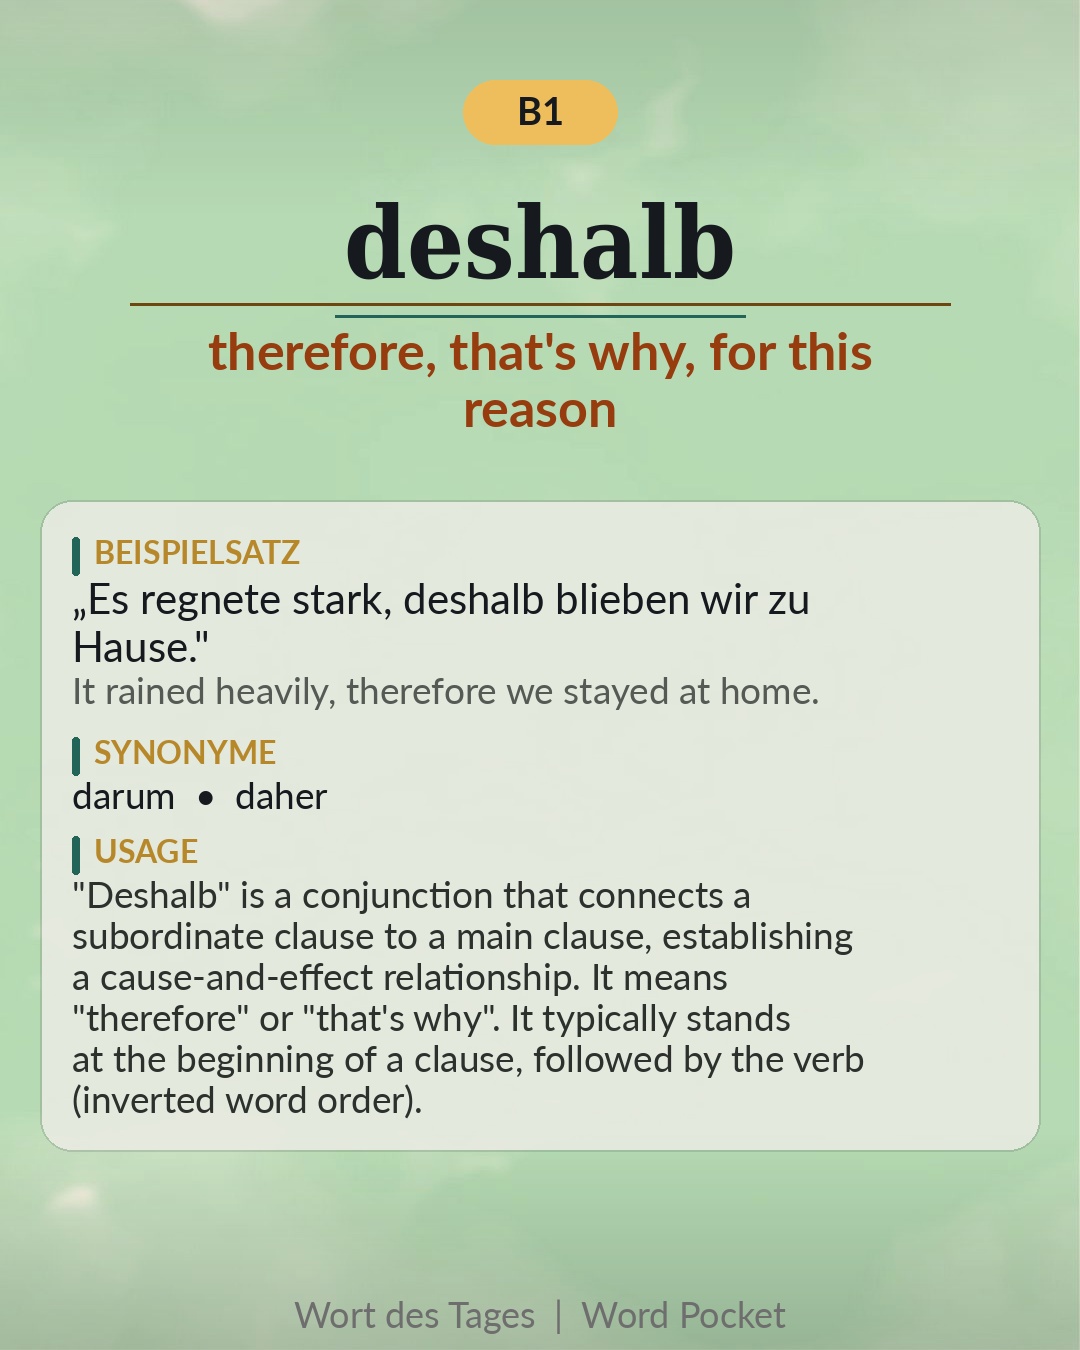 B1
deshalb
therefore, that's why, for this
reason
BEISPIELSATZ
„Es regnete stark, deshalb blieben wir zu
Hause."
It rained heavily, therefore we stayed at home.
SYNONYME
darum • daher
USAGE
"Deshalb" is a conjunction that connects a
subordinate clause to a main clause, establishing
a cause-and-effect relationship. It means
"therefore" or "that's why". It typically stands
at the beginning of a clause, followed by the verb
(inverted word order).
Wort des Tages | Word Pocket